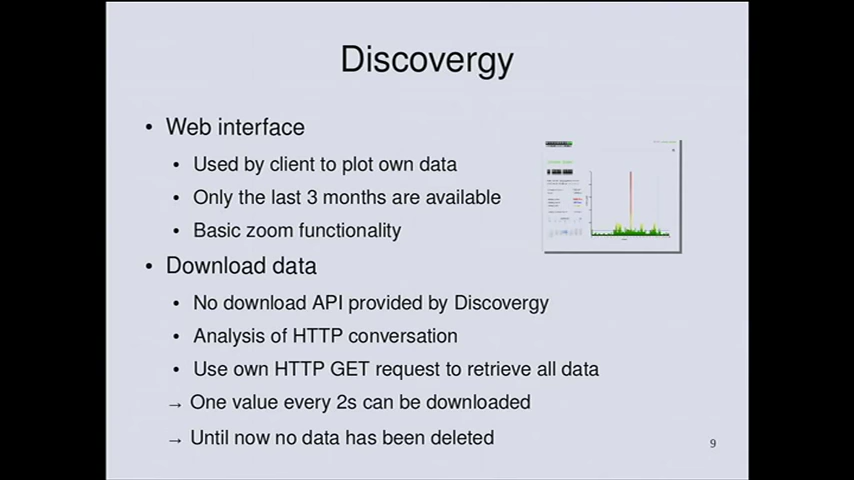 Discovergy
• Web interface
• Used by client to plot own data
• Only the last 3 months are available
• Basic zoom functionality
• Download data
• No download API provided by Discovergy
• Analysis of HTTP conversation
• Use own HTTP GET request to retrieve all data
→ One value every 2s can be downloaded
→ Until now no data has been deleted
9